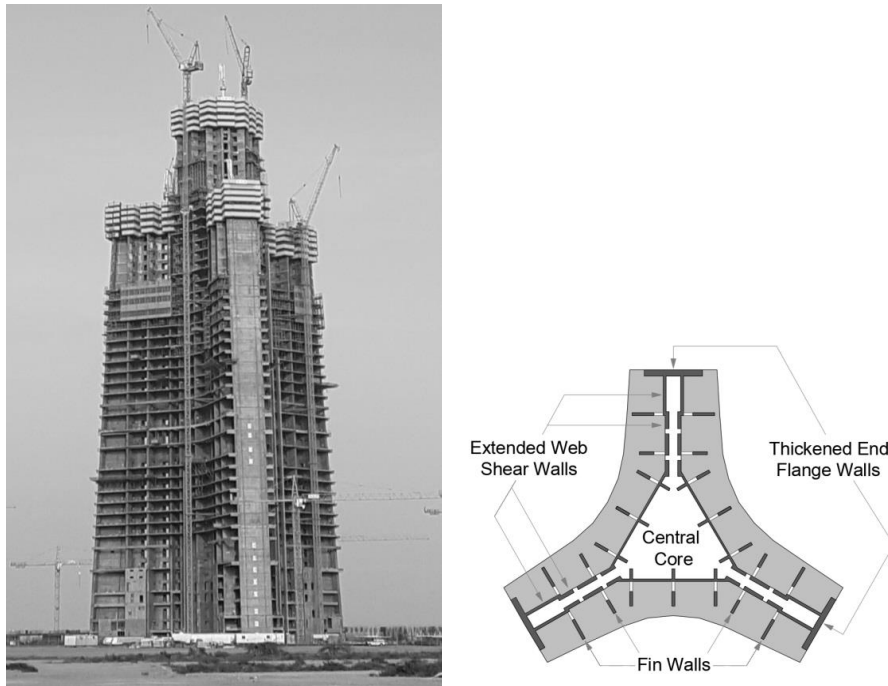 Extended Web
Shear Walls
Thickened End
Flange Walls
Central
Core
Fin Walls